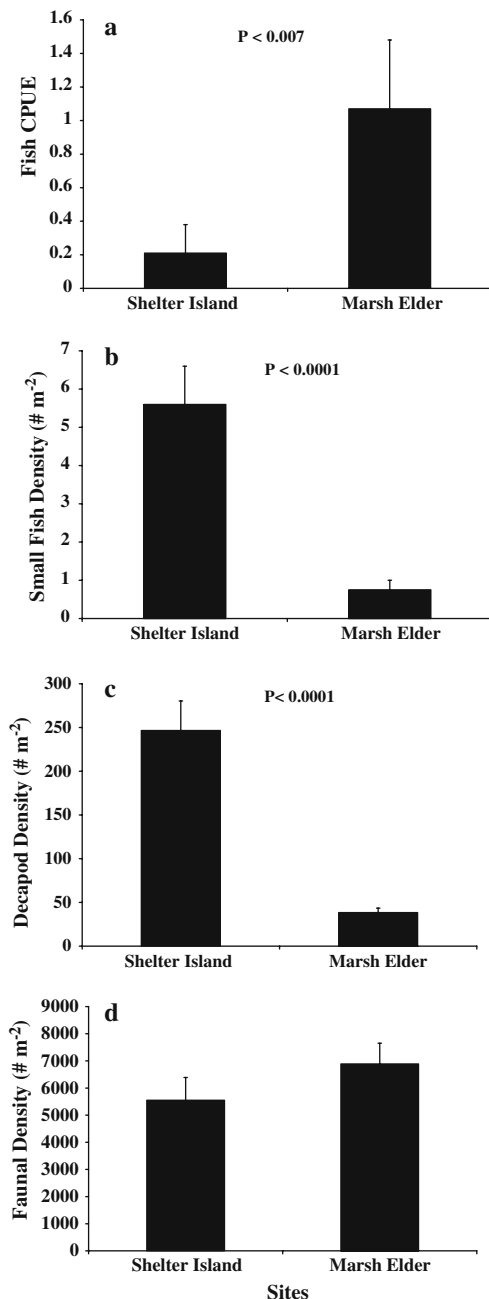 a
P < 0.007
Fish CPUE
1.6
1.4
1.2
1
0.8
0.6
0.4
0.2
0
Shelter Island Marsh Elder
b
P < 0.0001
Small Fish Density (# m-2)
7
6
5
4
3
2
1
0
Shelter Island Marsh Elder
c
P< 0.0001
Decapod Density (# m-2)
300
250
200
150
100
50
0
Shelter Island Marsh Elder
d
Faunal Density (# m-2)
9000
8000
7000
6000
5000
4000
3000
2000
1000
0
Shelter Island Marsh Elder
Sites